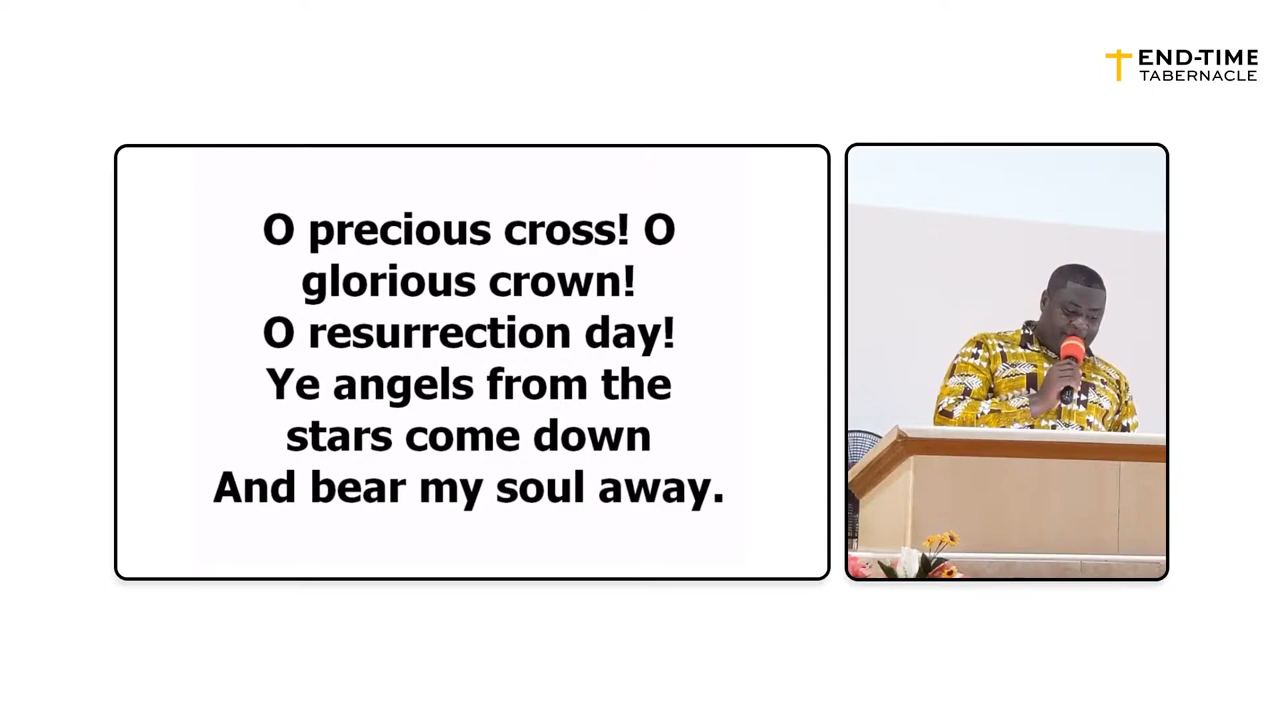 END-TIME
TABERNACLE
O precious cross! O
glorious crown!
O resurrection day!
Ye angels from the
stars come down
And bear my soul away.